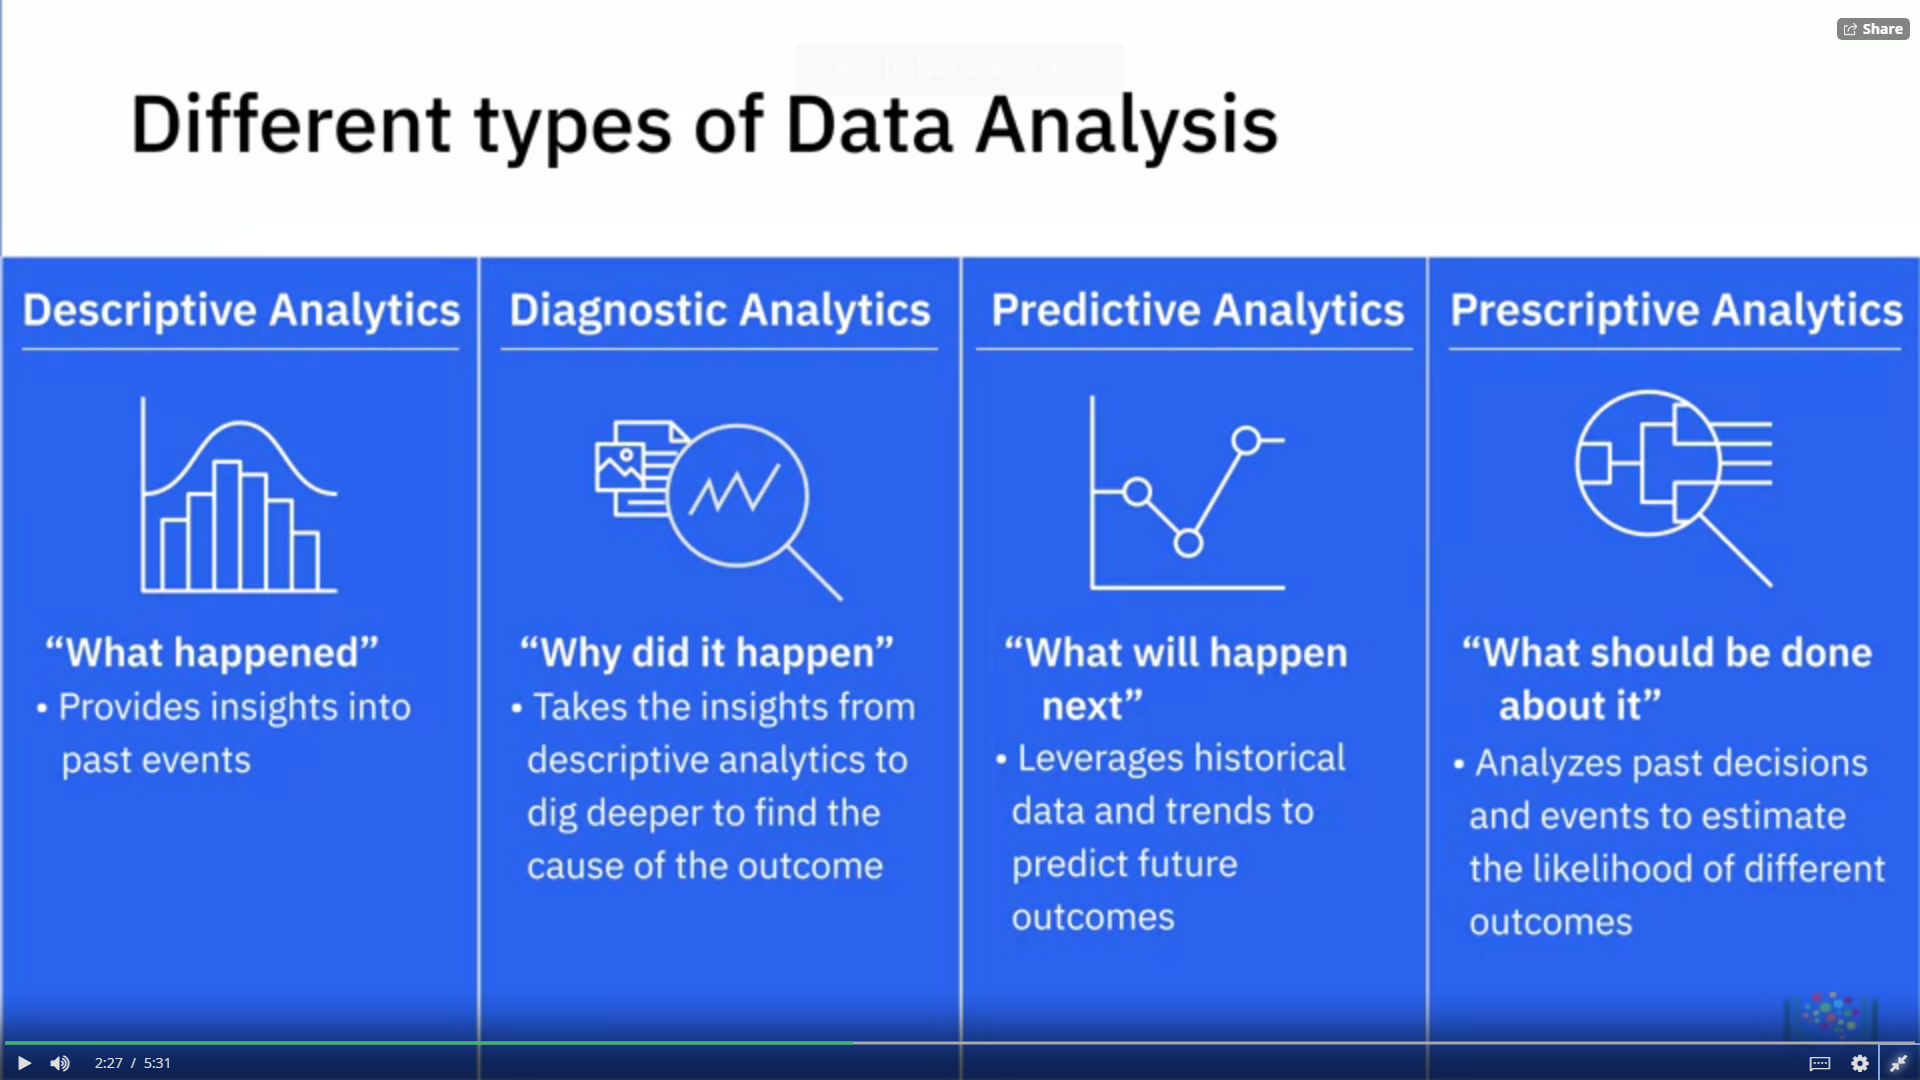 Share
Different types of Data Analysis
Descriptive Analytics
“What happened”
• Provides insights into
past events
Diagnostic Analytics
“Why did it happen”
• Takes the insights from
descriptive analytics to
dig deeper to find the
cause of the outcome
Predictive Analytics
“What will happen
next”
• Leverages historical
data and trends to
predict future
outcomes
Prescriptive Analytics
“What should be done
about it”
• Analyzes past decisions
and events to estimate
the likelihood of different
outcomes
2:27 / 5:31